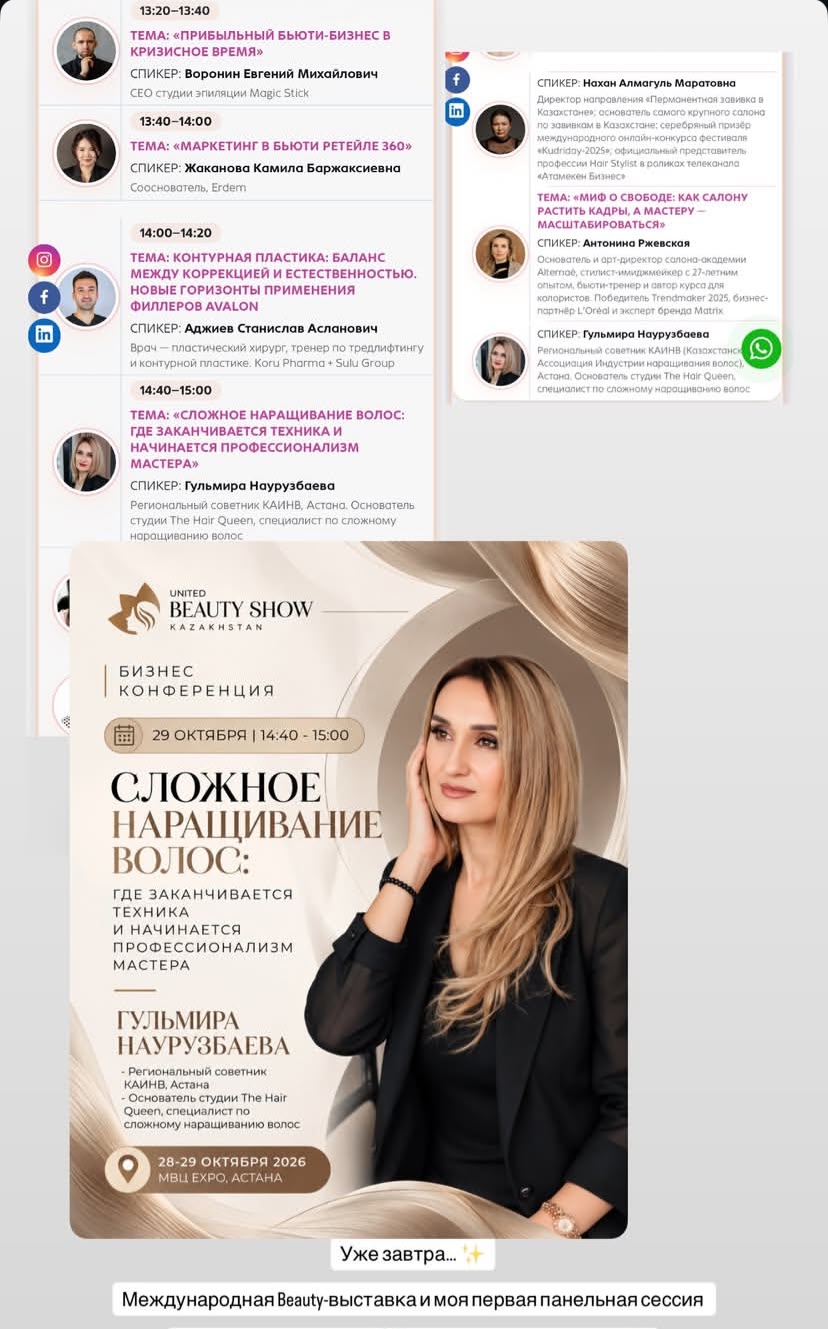 13:20–13:40
ТЕМА: «ПРИБЫЛЬНЫЙ БЬЮТИ-БИЗНЕС В
КРИЗИСНОЕ ВРЕМЯ»
СПИКЕР: Воронин Евгений Михайлович
CEO студии эпиляции Magic Stick
13:40–14:00
ТЕМА: «МАРКЕТИНГ В БЬЮТИ РЕТЕЙЛЕ 360»
СПИКЕР: Жаканова Камила Баржаксиевна
Сооснователь, Erdem
14:00–14:20
ТЕМА: КОНТУРНАЯ ПЛАСТИКА: БАЛАНС
МЕЖДУ КОРРЕКЦИЕЙ И ЕСТЕСТВЕННОСТЬЮ.
НОВЫЕ ГОРИЗОНТЫ ПРИМЕНЕНИЯ
ФИЛЛЕРОВ AVALON
СПИКЕР: Аджиев Станислав Асланович
Врач — пластический хирург, тренер по тредлифтингу
и контурной пластике. Koru Pharma + Sulu Group
14:40–15:00
ТЕМА: «СЛОЖНОЕ НАРАЩИВАНИЕ ВОЛОС:
ГДЕ ЗАКАНЧИВАЕТСЯ ТЕХНИКА И
НАЧИНАЕТСЯ ПРОФЕССИОНАЛИЗМ
МАСТЕРА»
СПИКЕР: Гульмира Наурузбаева
Региональный советник КАИНВ, Астана. Основатель
студии The Hair Queen, специалист по сложному
наращиванию волос
СПИКЕР: Нахан Алмагуль Маратовна
Директор направления «Перманентная завивка в
Казахстане»; основатель самого крупного салона
по завивкам в Казахстане; серебряный призёр
международного онлайн-конкурса фестиваля
«Kudriday-2025»; официальный представитель
профессии Hair Stylist в роликах телеканала
«Атамекен Бизнес»
ТЕМА: «МИФ О СВОБОДЕ: КАК САЛОНУ
РАСТИТЬ КАДРЫ, А МАСТЕРУ —
МАСШТАБИРОВАТЬСЯ»
СПИКЕР: Антонина Ржевская
Основатель и арт-директор салона-академии
Alternaé, стилист-имиджмейкер с 27-летним
опытом, бьюти-тренер и автор курса для
колористов. Победитель Trendmaker 2025, бизнес-
партнёр L’Oréal и эксперт бренда Matrix
СПИКЕР: Гульмира Наурузбаева
Региональный советник КАИНВ (Казахстанск
Ассоциация Индустрии наращивания волос),
Астана. Основатель студии The Hair Queen,
специалист по сложному наращиванию волос
UNITED
BEAUTY SHOW
KAZAKHSTAN
БИЗНЕС
КОНФЕРЕНЦИЯ
29 ОКТЯБРЯ | 14:40 - 15:00
СЛОЖНОЕ
НАРАЩИВАНИЕ
ВОЛОС:
ГДЕ ЗАКАНЧИВАЕТСЯ
ТЕХНИКА
И НАЧИНАЕТСЯ
ПРОФЕССИОНАЛИЗМ
МАСТЕРА
ГУЛЬМИРА
НАУРУЗБАЕВА
- Региональный советник
КАИНВ, Астана
- Основатель студии The Hair
Queen, специалист по
сложному наращиванию волос
28-29 ОКТЯБРЯ 2026
МВЦ EXPO, АСТАНА
Уже завтра... ✨
Международная Beauty-выставка и моя первая панельная сессия